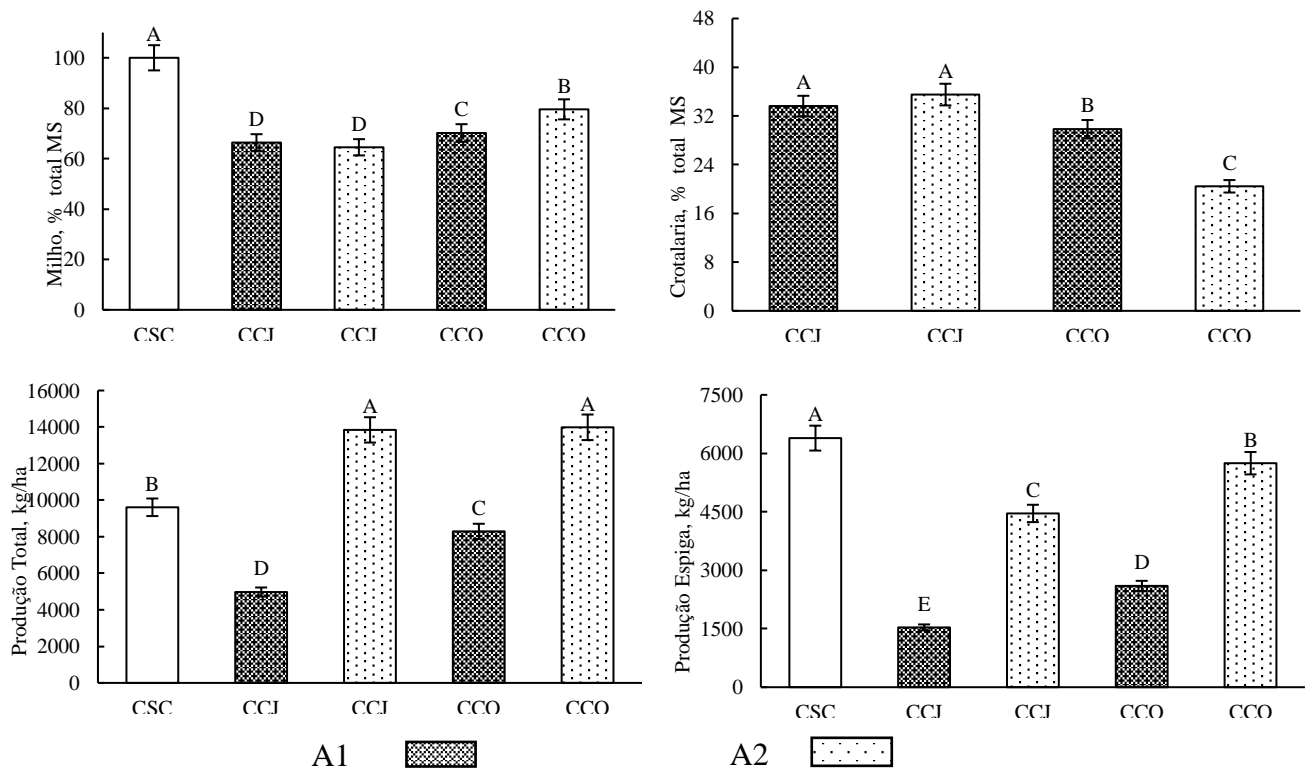 Milho, % total MS
100
80
60
40
20
0
A
D
D
C
B
CSC
CCJ
CCJ
CCO
CCO
Crotalaria, % total MS
48
40
32
24
16
8
0
A
A
B
C
CCJ
CCJ
CCO
CCO
Produção Total, kg/ha
16000
14000
12000
10000
8000
6000
4000
2000
0
B
D
A
C
A
CSC
CCJ
CCJ
CCO
CCO
Produção Espiga, kg/ha
7500
6000
4500
3000
1500
0
A
E
C
D
B
CSC
CCJ
CCJ
CCO
CCO
A1
A2